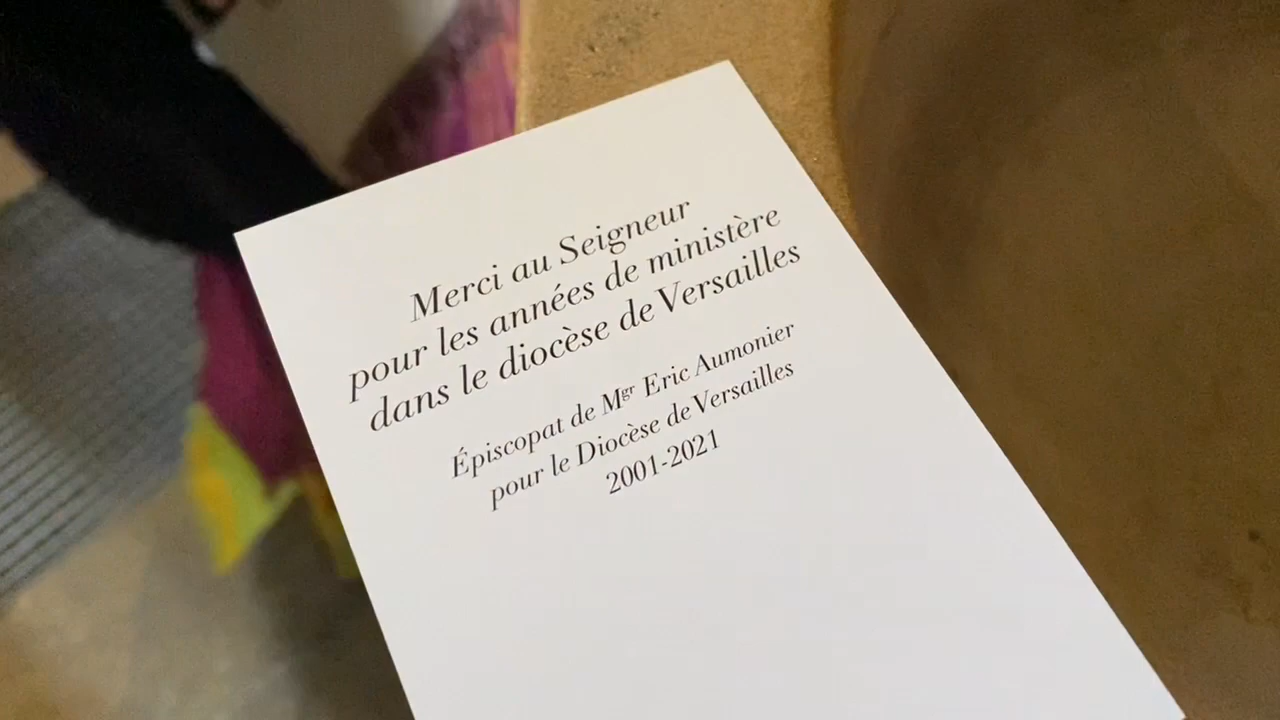 Merci au Seigneur
pour les années de ministère
dans le diocèse de Versailles
Épiscopat de Mgr Eric Aumonier
pour le Diocèse de Versailles
2001-2021